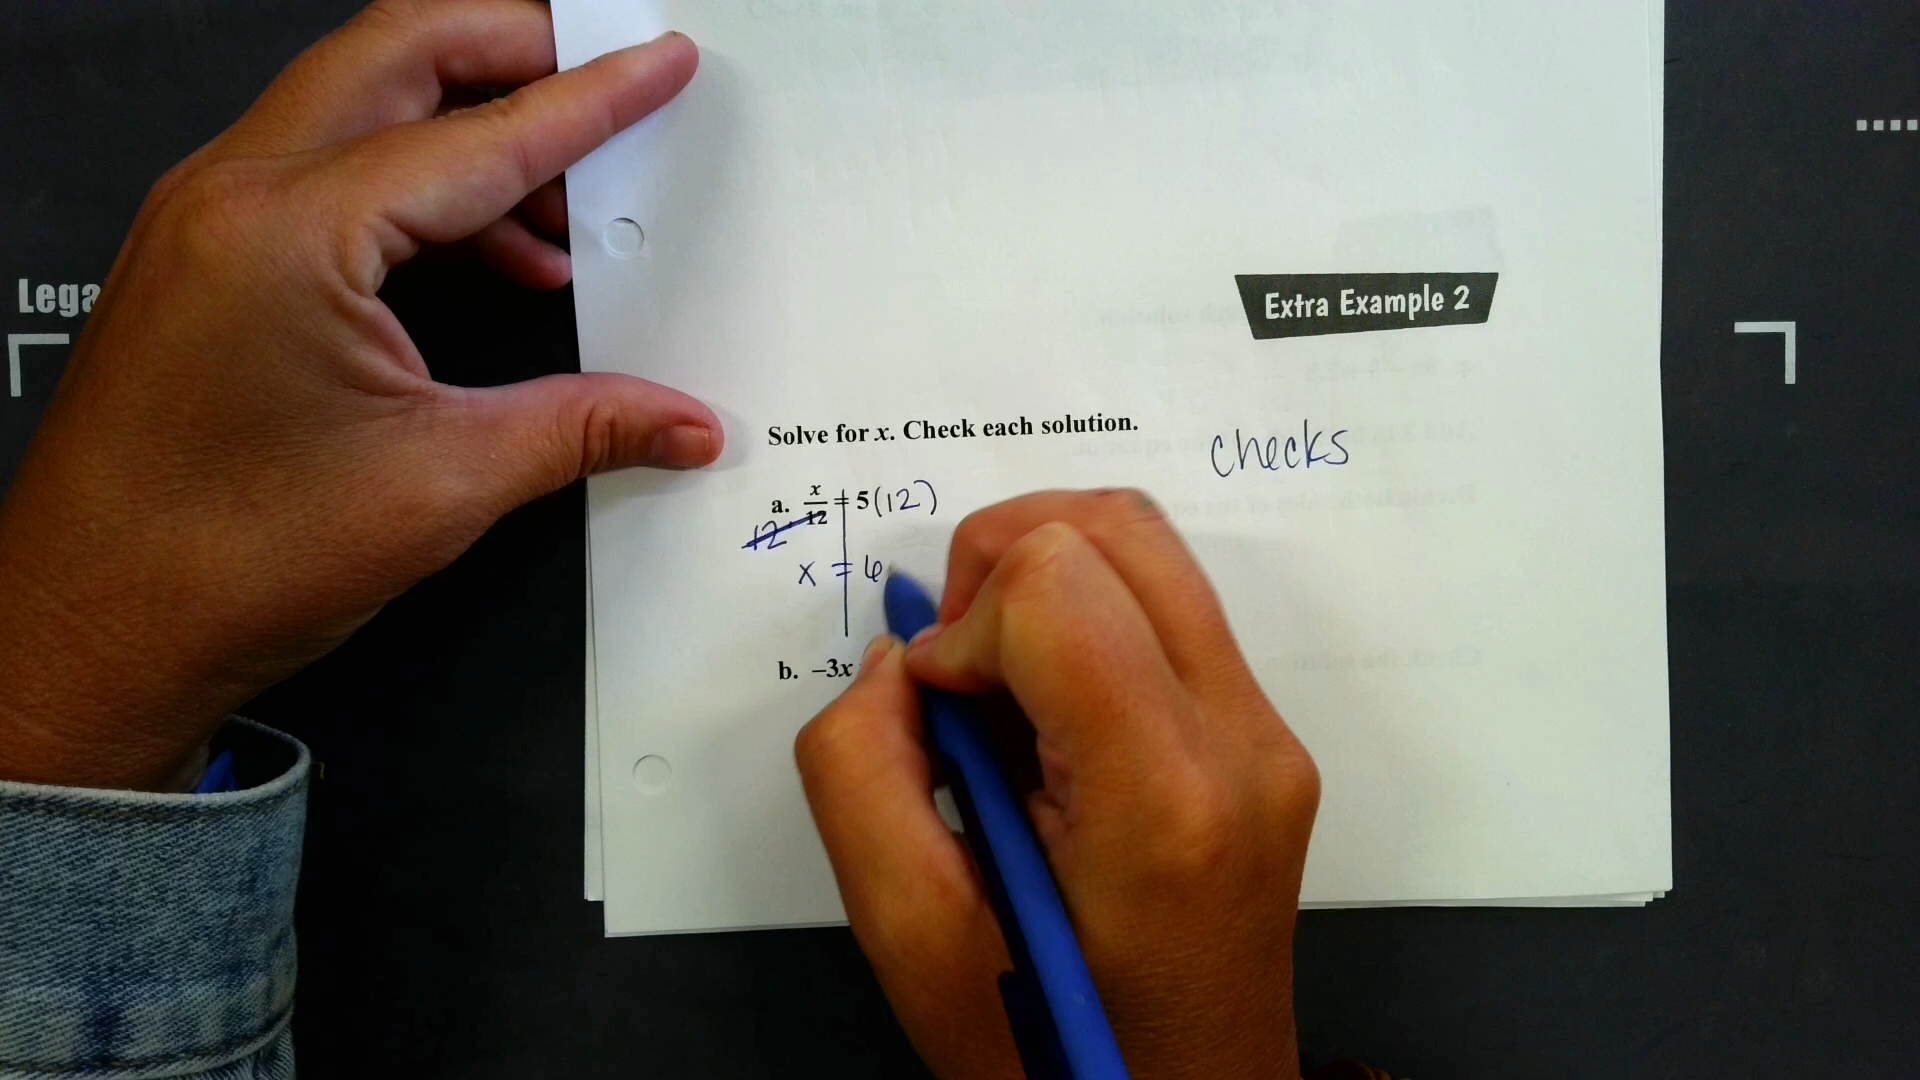 Lega
Extra Example 2
Solve for x. Check each solution.
checks
a. x/12 = 5(12)
12
x = 6
b. –3x